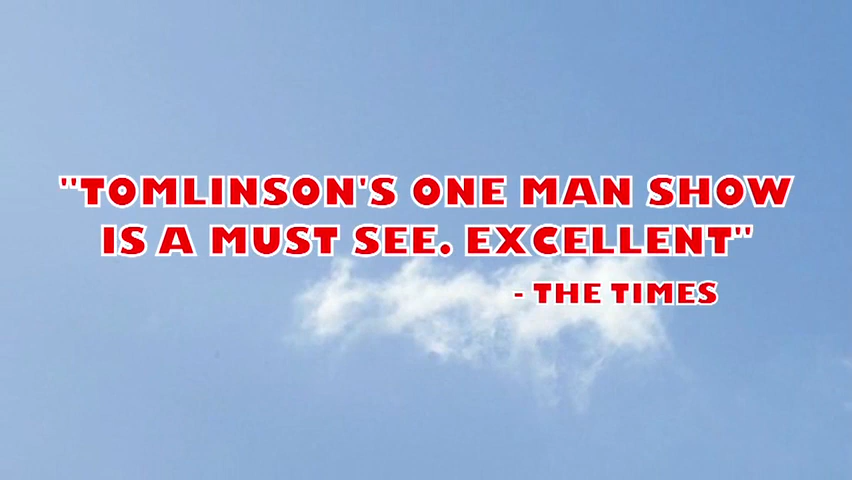 "TOMLINSON'S ONE MAN SHOW
IS A MUST SEE. EXCELLENT"
- THE TIMES